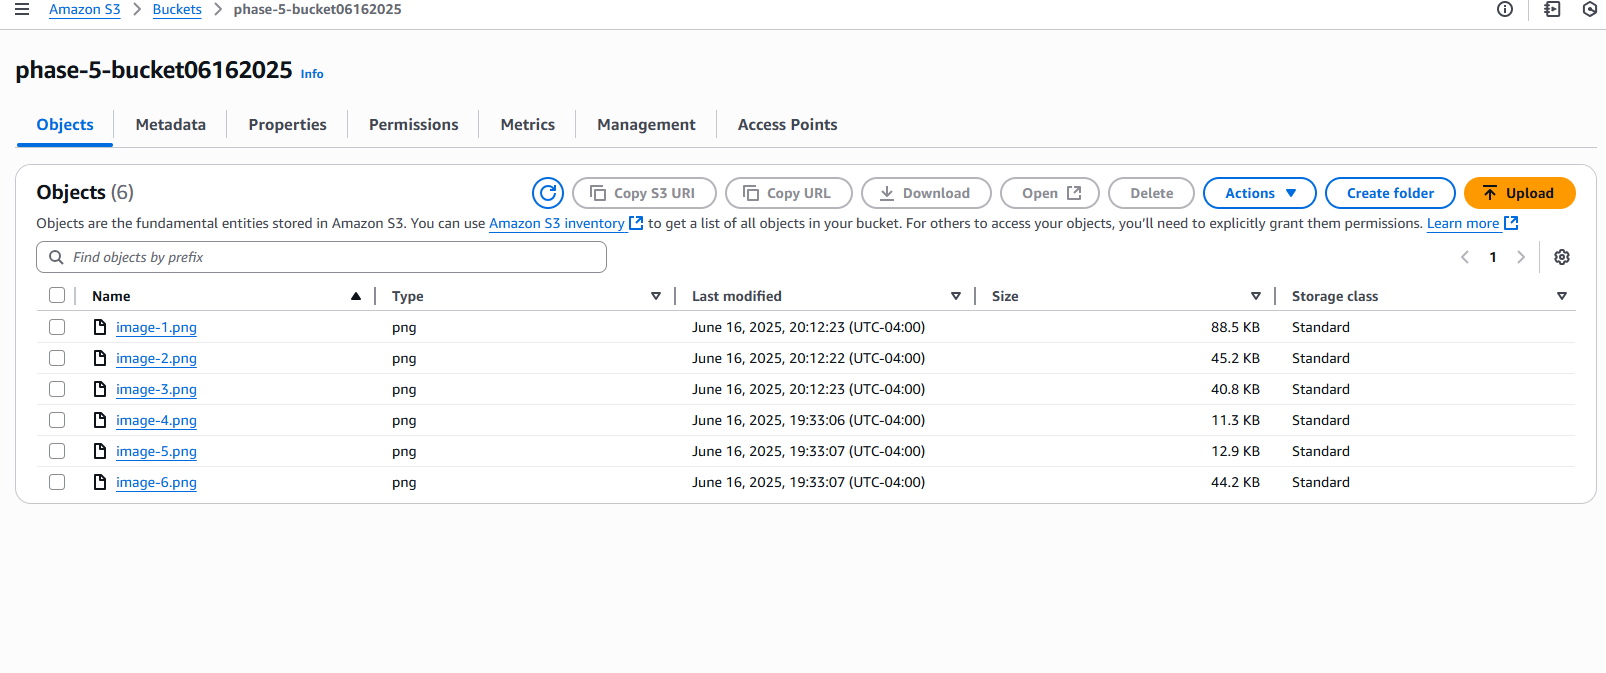 Amazon S3 > Buckets > phase-5-bucket06162025
phase-5-bucket06162025 Info
Objects Metadata Properties Permissions Metrics Management Access Points
Objects (6) Copy S3 URI Copy URL Download Open Delete Actions Create folder Upload
Objects are the fundamental entities stored in Amazon S3. You can use Amazon S3 inventory to get a list of all objects in your bucket. For others to access your objects, you'll need to explicitly grant them permissions. Learn more
Find objects by prefix 1
Name Type Last modified Size Storage class
image-1.png png June 16, 2025, 20:12:23 (UTC-04:00) 88.5 KB Standard
image-2.png png June 16, 2025, 20:12:22 (UTC-04:00) 45.2 KB Standard
image-3.png png June 16, 2025, 20:12:23 (UTC-04:00) 40.8 KB Standard
image-4.png png June 16, 2025, 19:33:06 (UTC-04:00) 11.3 KB Standard
image-5.png png June 16, 2025, 19:33:07 (UTC-04:00) 12.9 KB Standard
image-6.png png June 16, 2025, 19:33:07 (UTC-04:00) 44.2 KB Standard